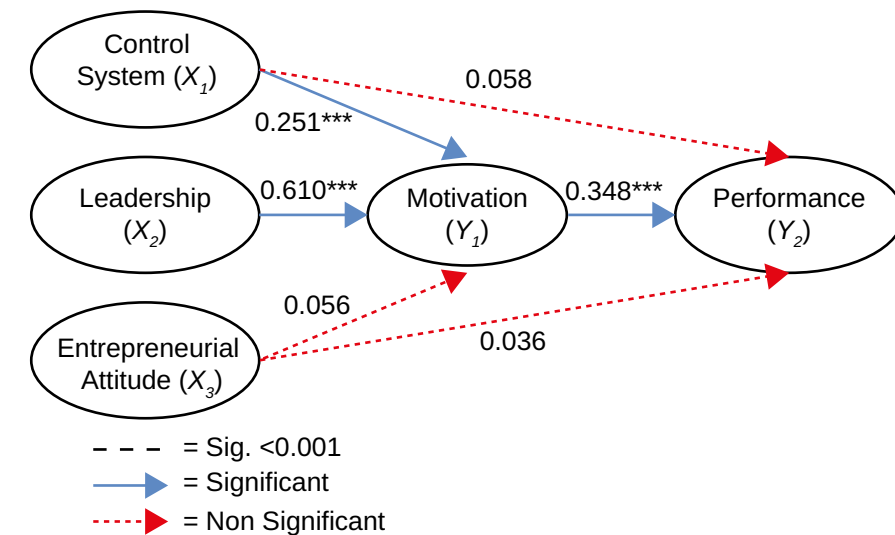 Control
System (X1)
0.058
0.251***
Leadership
(X2)
0.610***
Motivation
(Y1)
0.348***
Performance
(Y2)
0.056
0.036
Entrepreneurial
Attitude (X3)
= Sig. <0.001
= Significant
= Non Significant